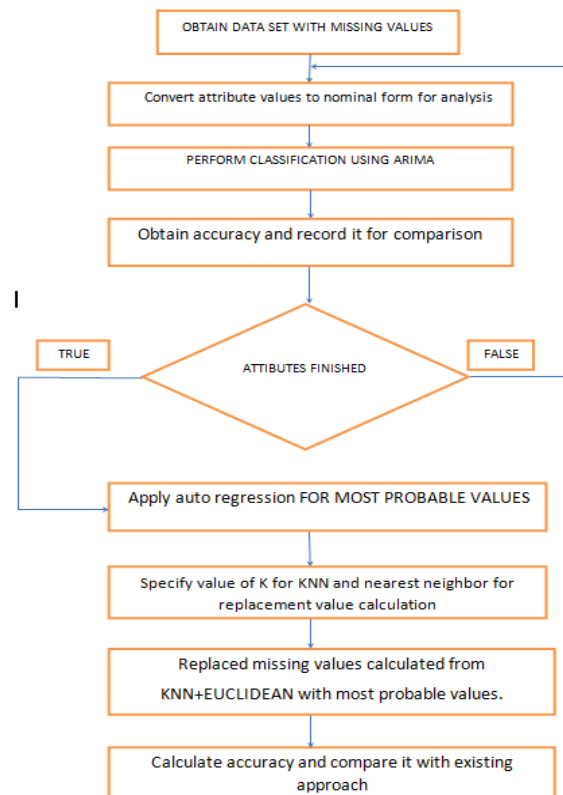 OBTAIN DATA SET WITH MISSING VALUES
Convert attribute values to nominal form for analysis
PERFORM CLASSIFICATION USING ARIMA
Obtain accuracy and record it for comparison
I
TRUE
FALSE
ATTIBUTES FINISHED
Apply auto regression FOR MOST PROBABLE VALUES
Specify value of K for KNN and nearest neighbor for
replacement value calculation
Replaced missing values calculated from
KNN+EUCLIDEAN with most probable values.
Calculate accuracy and compare it with existing
approach